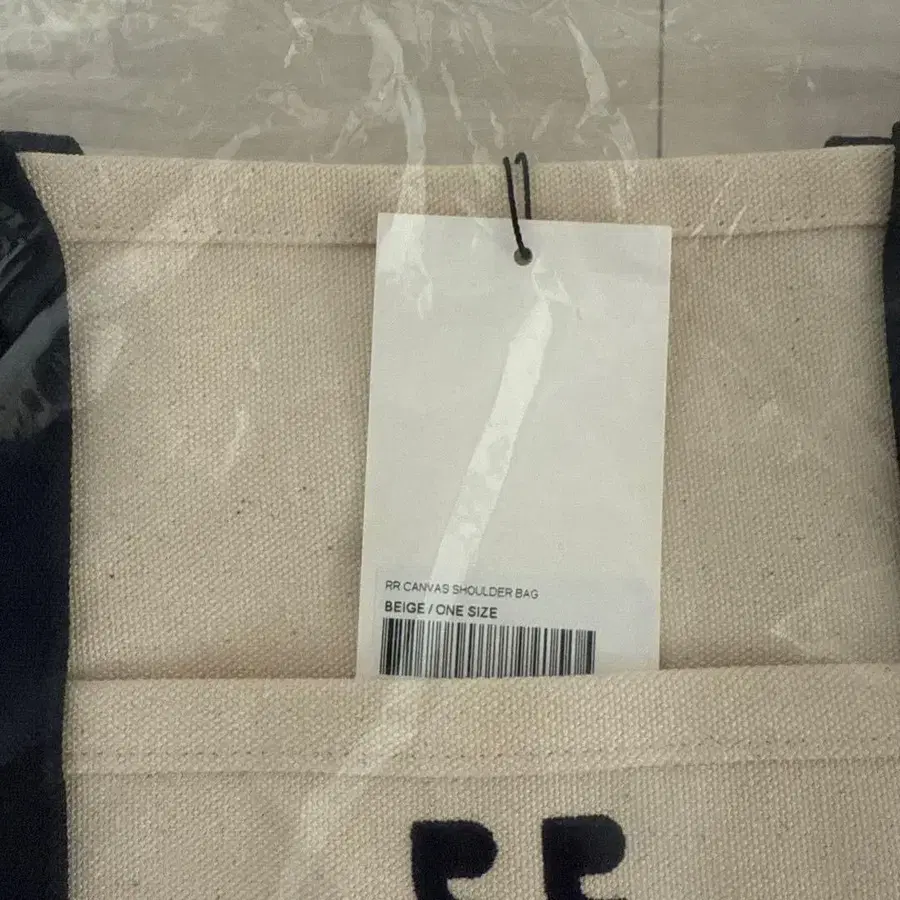 RR CANVAS SHOULDER BAG
BEIGE / ONE SIZE